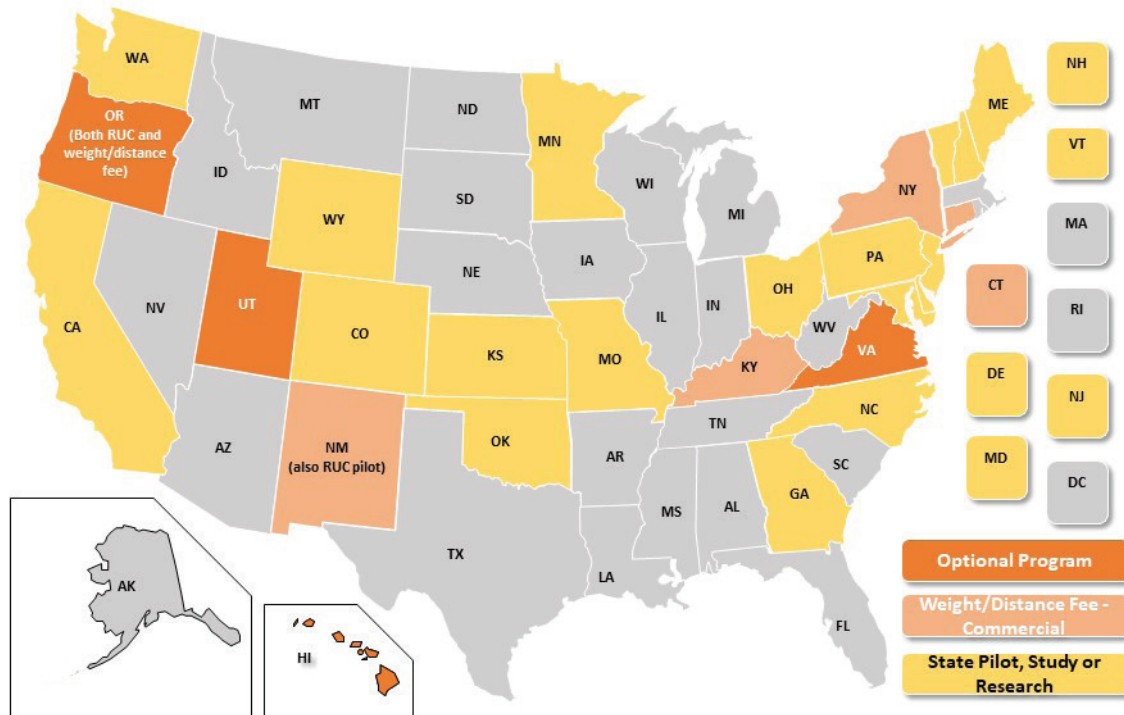 WA
OR
(Both RUC and
weight/distance
fee)
MT
ND
MN
ME
NH
VT
ID
SD
WI
MI
NY
MA
WY
NE
IA
PA
CT
RI
NV
UT
IL
IN
OH
WV
CA
CO
KS
MO
KY
VA
DE
NJ
AZ
NM
(also RUC pilot)
OK
AR
TN
NC
MD
DC
SC
MS
AL
GA
TX
LA
FL
AK
HI
Optional Program
Weight/Distance Fee -
Commercial
State Pilot, Study or
Research